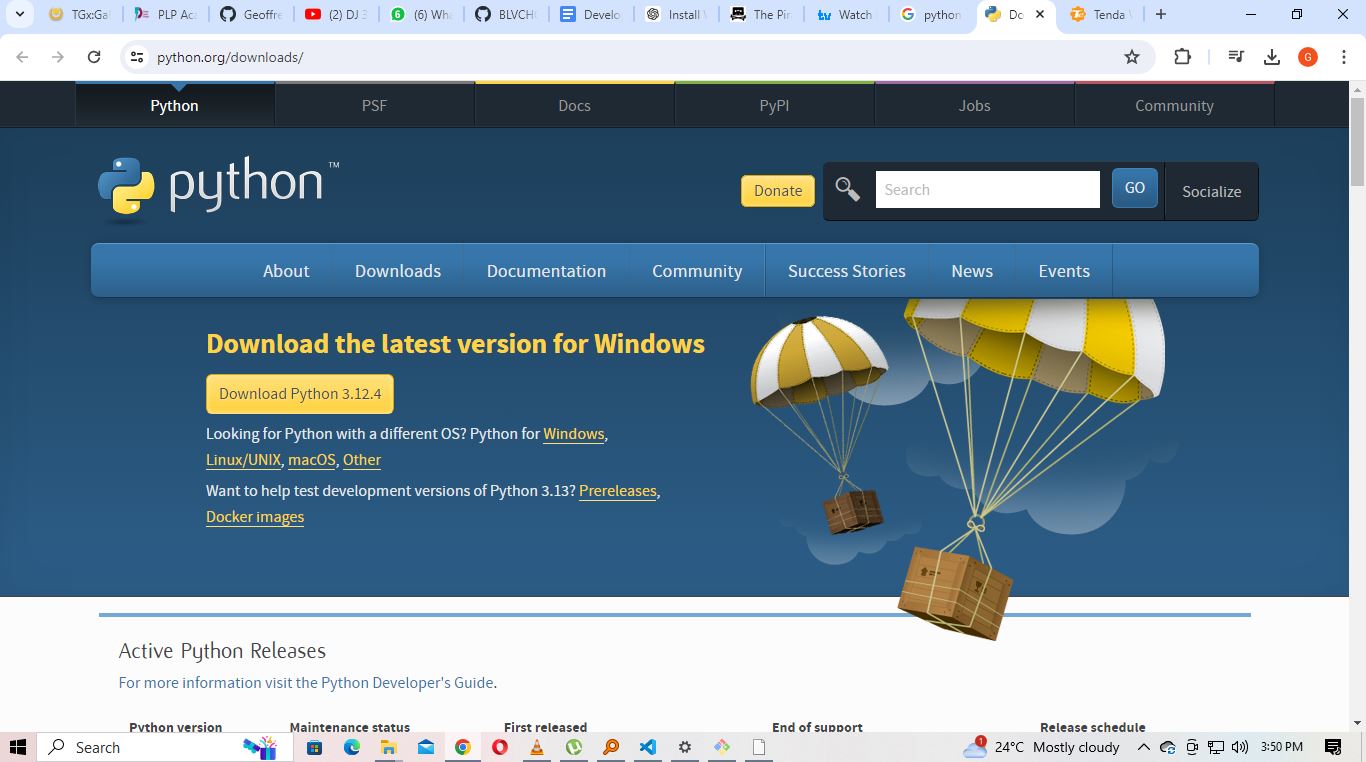 TGx:Gal
PLP Aca
Geoffre
(2) DJ 3
(6) Wha
BLVCH
Develo
Install
The Pir
Watch
python
Do
Tenda
python.org/downloads/
G
Python
PSF
Docs
PyPI
Jobs
Community
python™
Donate
Search
GO
Socialize
About
Downloads
Documentation
Community
Success Stories
News
Events
Download the latest version for Windows
Download Python 3.12.4
Looking for Python with a different OS? Python for Windows,
Linux/UNIX, macOS, Other
Want to help test development versions of Python 3.13? Prereleases,
Docker images
Active Python Releases
For more information visit the Python Developer's Guide.
Python version
Maintenance status
First released
End of support
Release schedule
Search
1
24°C Mostly cloudy
3:50 PM